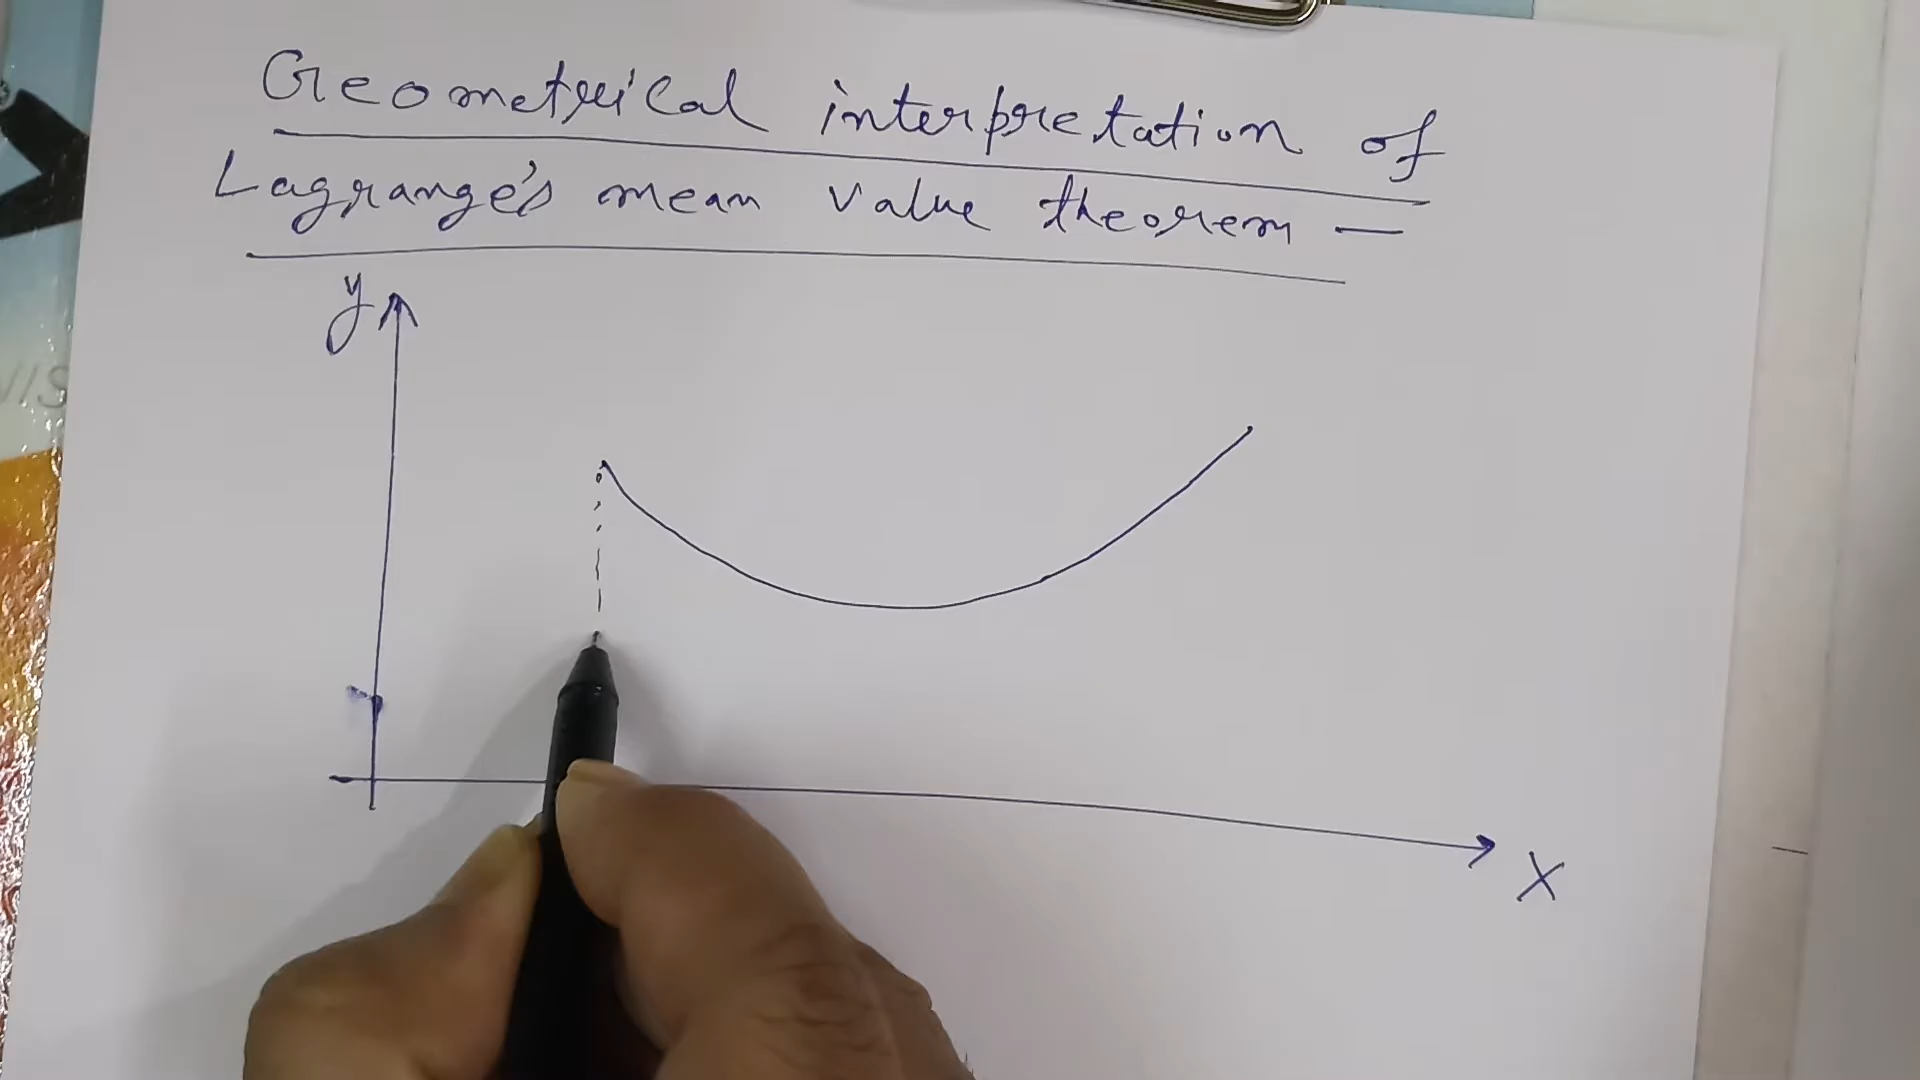 Geometrical interpretation of
Lagrange's mean value theorem —
y
X